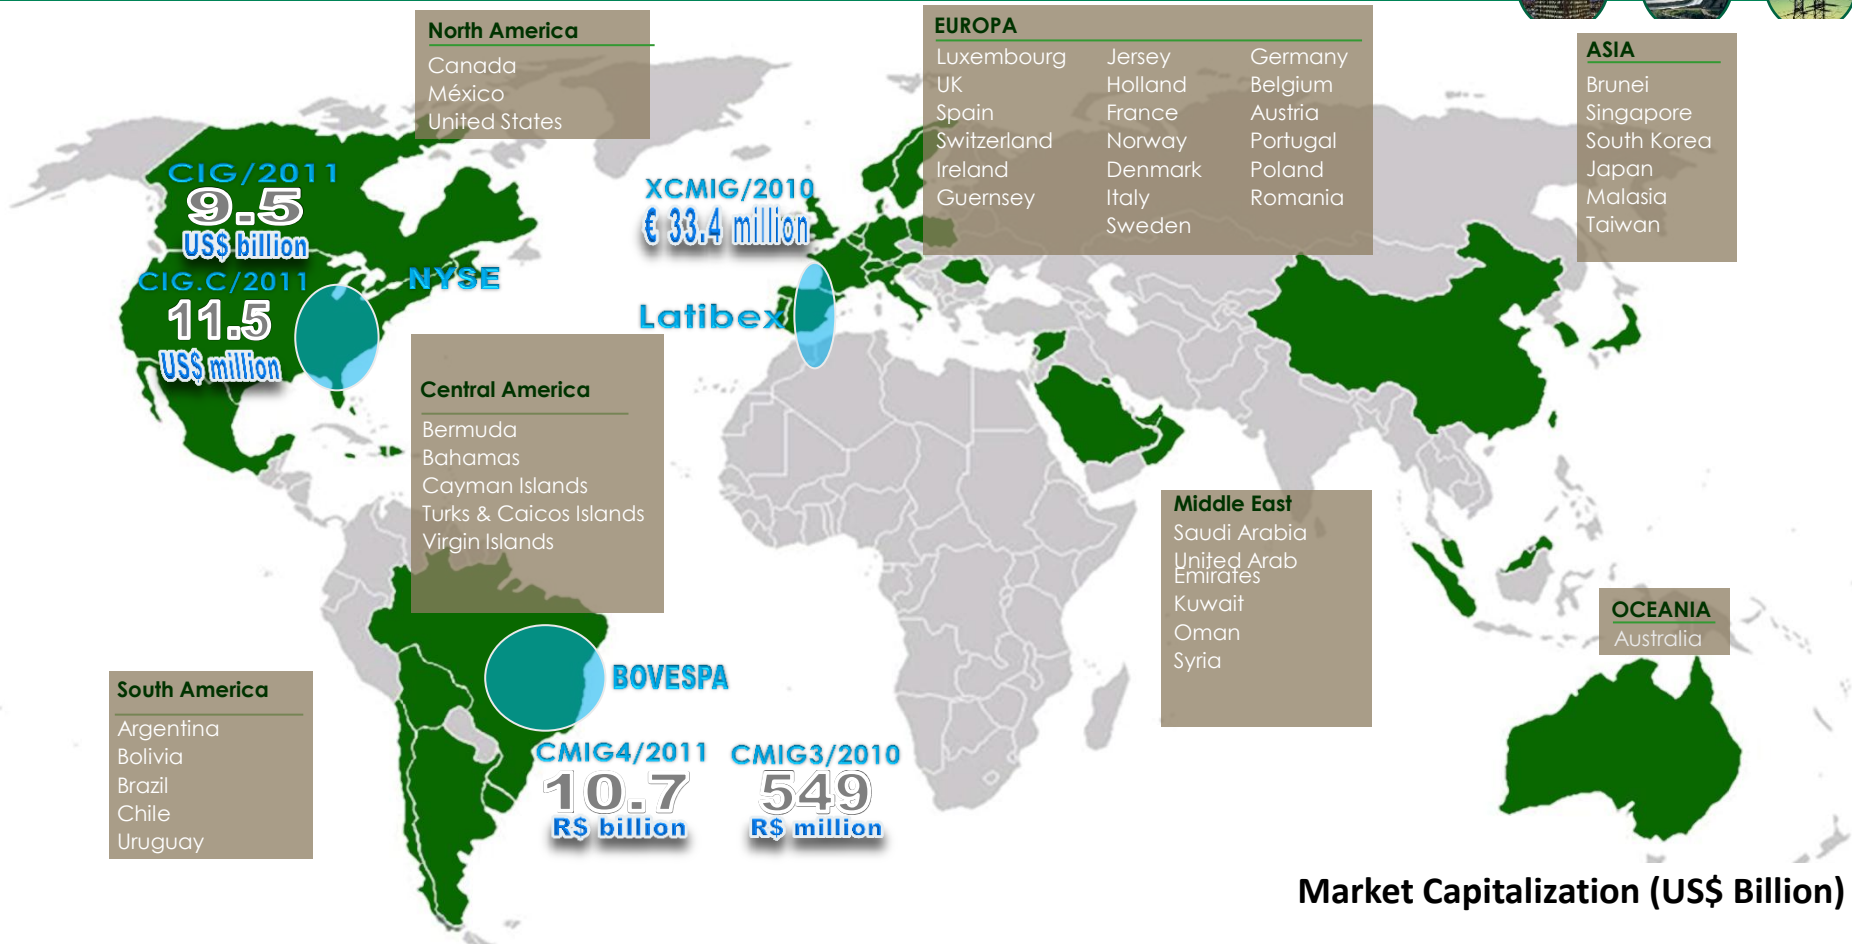 North America
Canada
México
United States
EUROPA
Luxembourg
UK
Spain
Switzerland
Ireland
Guernsey
Jersey
Holland
France
Norway
Denmark
Italy
Sweden
Germany
Belgium
Austria
Portugal
Poland
Romania
ASIA
Brunei
Singapore
South Korea
Japan
Malasia
Taiwan
CIG/2011
9.5
US$ billion
CIG.C/2011
11.5
US$ million
NYSE
XCMIG/2010
€ 33.4 million
Latibex
Central America
Bermuda
Bahamas
Cayman Islands
Turks & Caicos Islands
Virgin Islands
Middle East
Saudi Arabia
United Arab
Emirates
Kuwait
Oman
Syria
OCEANIA
Australia
South America
Argentina
Bolivia
Brazil
Chile
Uruguay
BOVESPA
CMIG4/2011
10.7
R$ billion
CMIG3/2010
549
R$ million
Market Capitalization (US$ Billion)